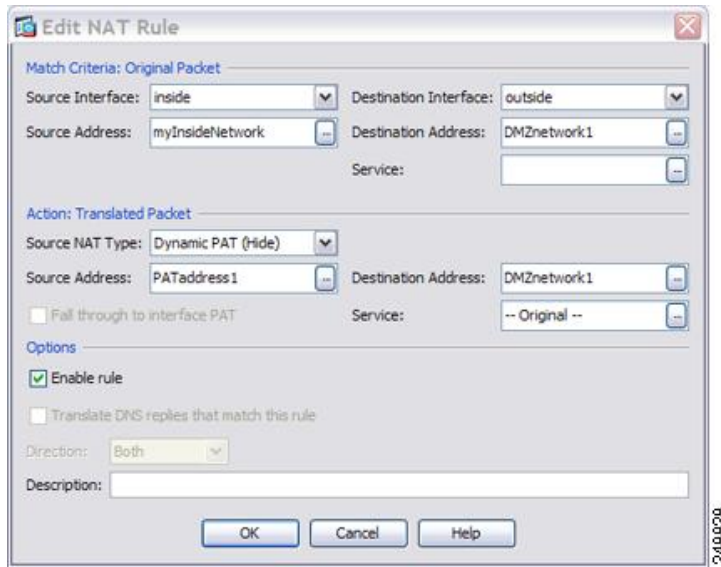 Edit NAT Rule
Match Criteria: Original Packet
Source Interface: inside Destination Interface: outside
Source Address: myInsideNetwork ... Destination Address: DMZnetwork1 ...
Service: ...
Action: Translated Packet
Source NAT Type: Dynamic PAT (Hide)
Source Address: PATaddress1 ... Destination Address: DMZnetwork1 ...
Fall through to interface PAT Service: -- Original -- ...
Options
Enable rule
Translate DNS replies that match this rule
Direction: Both
Description:
OK Cancel Help
248829